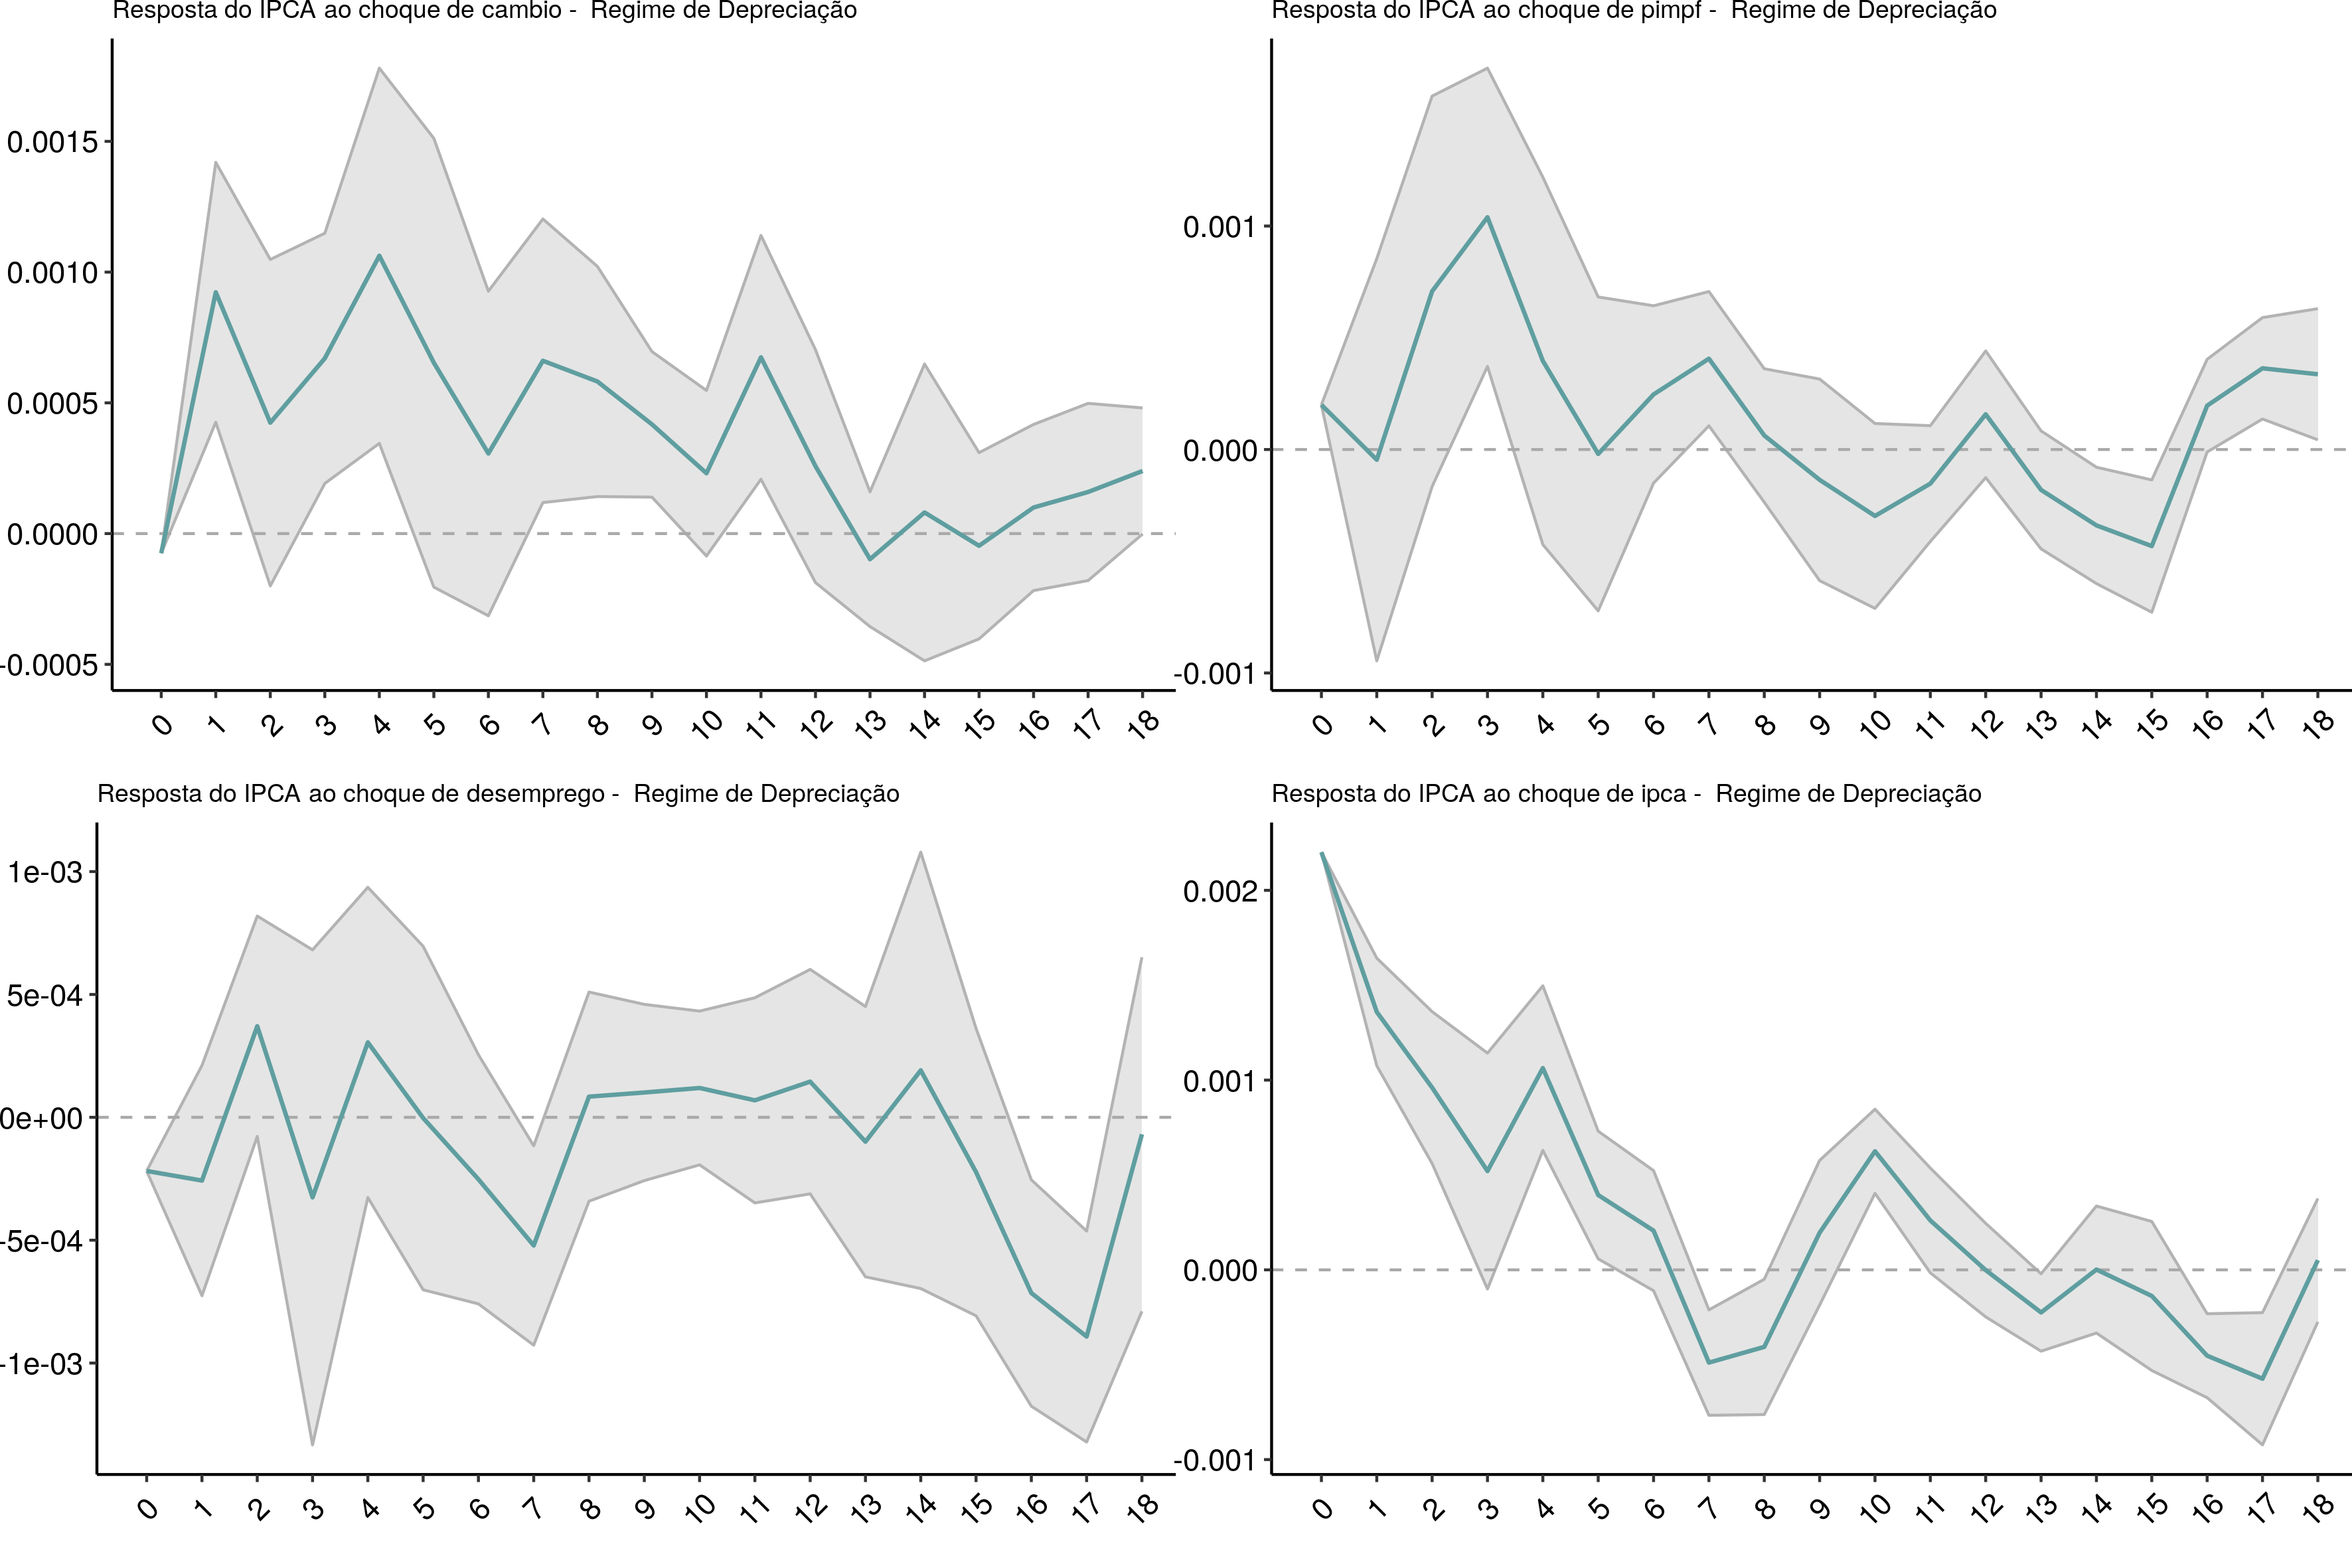 Resposta do IPCA ao choque de cambio - Regime de Depreciação
0.0015
0.0010
0.0005
0.0000
-0.0005
0 1 2 3 4 5 6 7 8 9 10 11 12 13 14 15 16 17 18
Resposta do IPCA ao choque de pimpf - Regime de Depreciação
0.001
0.000
-0.001
0 1 2 3 4 5 6 7 8 9 10 11 12 13 14 15 16 17 18
Resposta do IPCA ao choque de desemprego - Regime de Depreciação
1e-03
5e-04
0e+00
-5e-04
-1e-03
0 1 2 3 4 5 6 7 8 9 10 11 12 13 14 15 16 17 18
Resposta do IPCA ao choque de ipca - Regime de Depreciação
0.002
0.001
0.000
-0.001
0 1 2 3 4 5 6 7 8 9 10 11 12 13 14 15 16 17 18